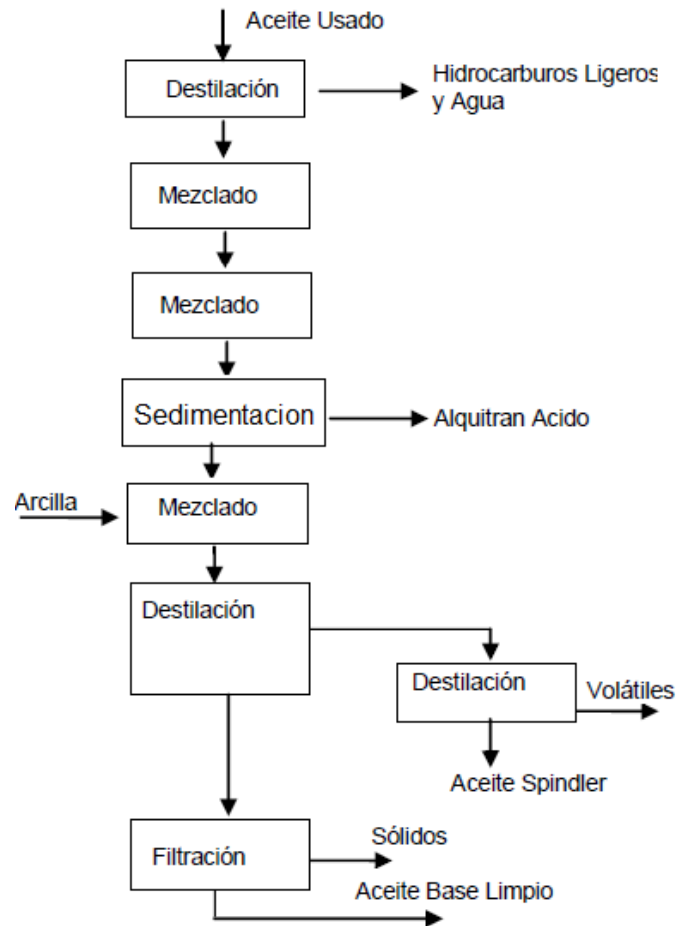 Aceite Usado
Destilación
Hidrocarburos Ligeros
y Agua
Mezclado
Mezclado
Sedimentacion
Alquitran Acido
Arcilla
Mezclado
Destilación
Destilación
Volátiles
Aceite Spindler
Filtración
Sólidos
Aceite Base Limpio